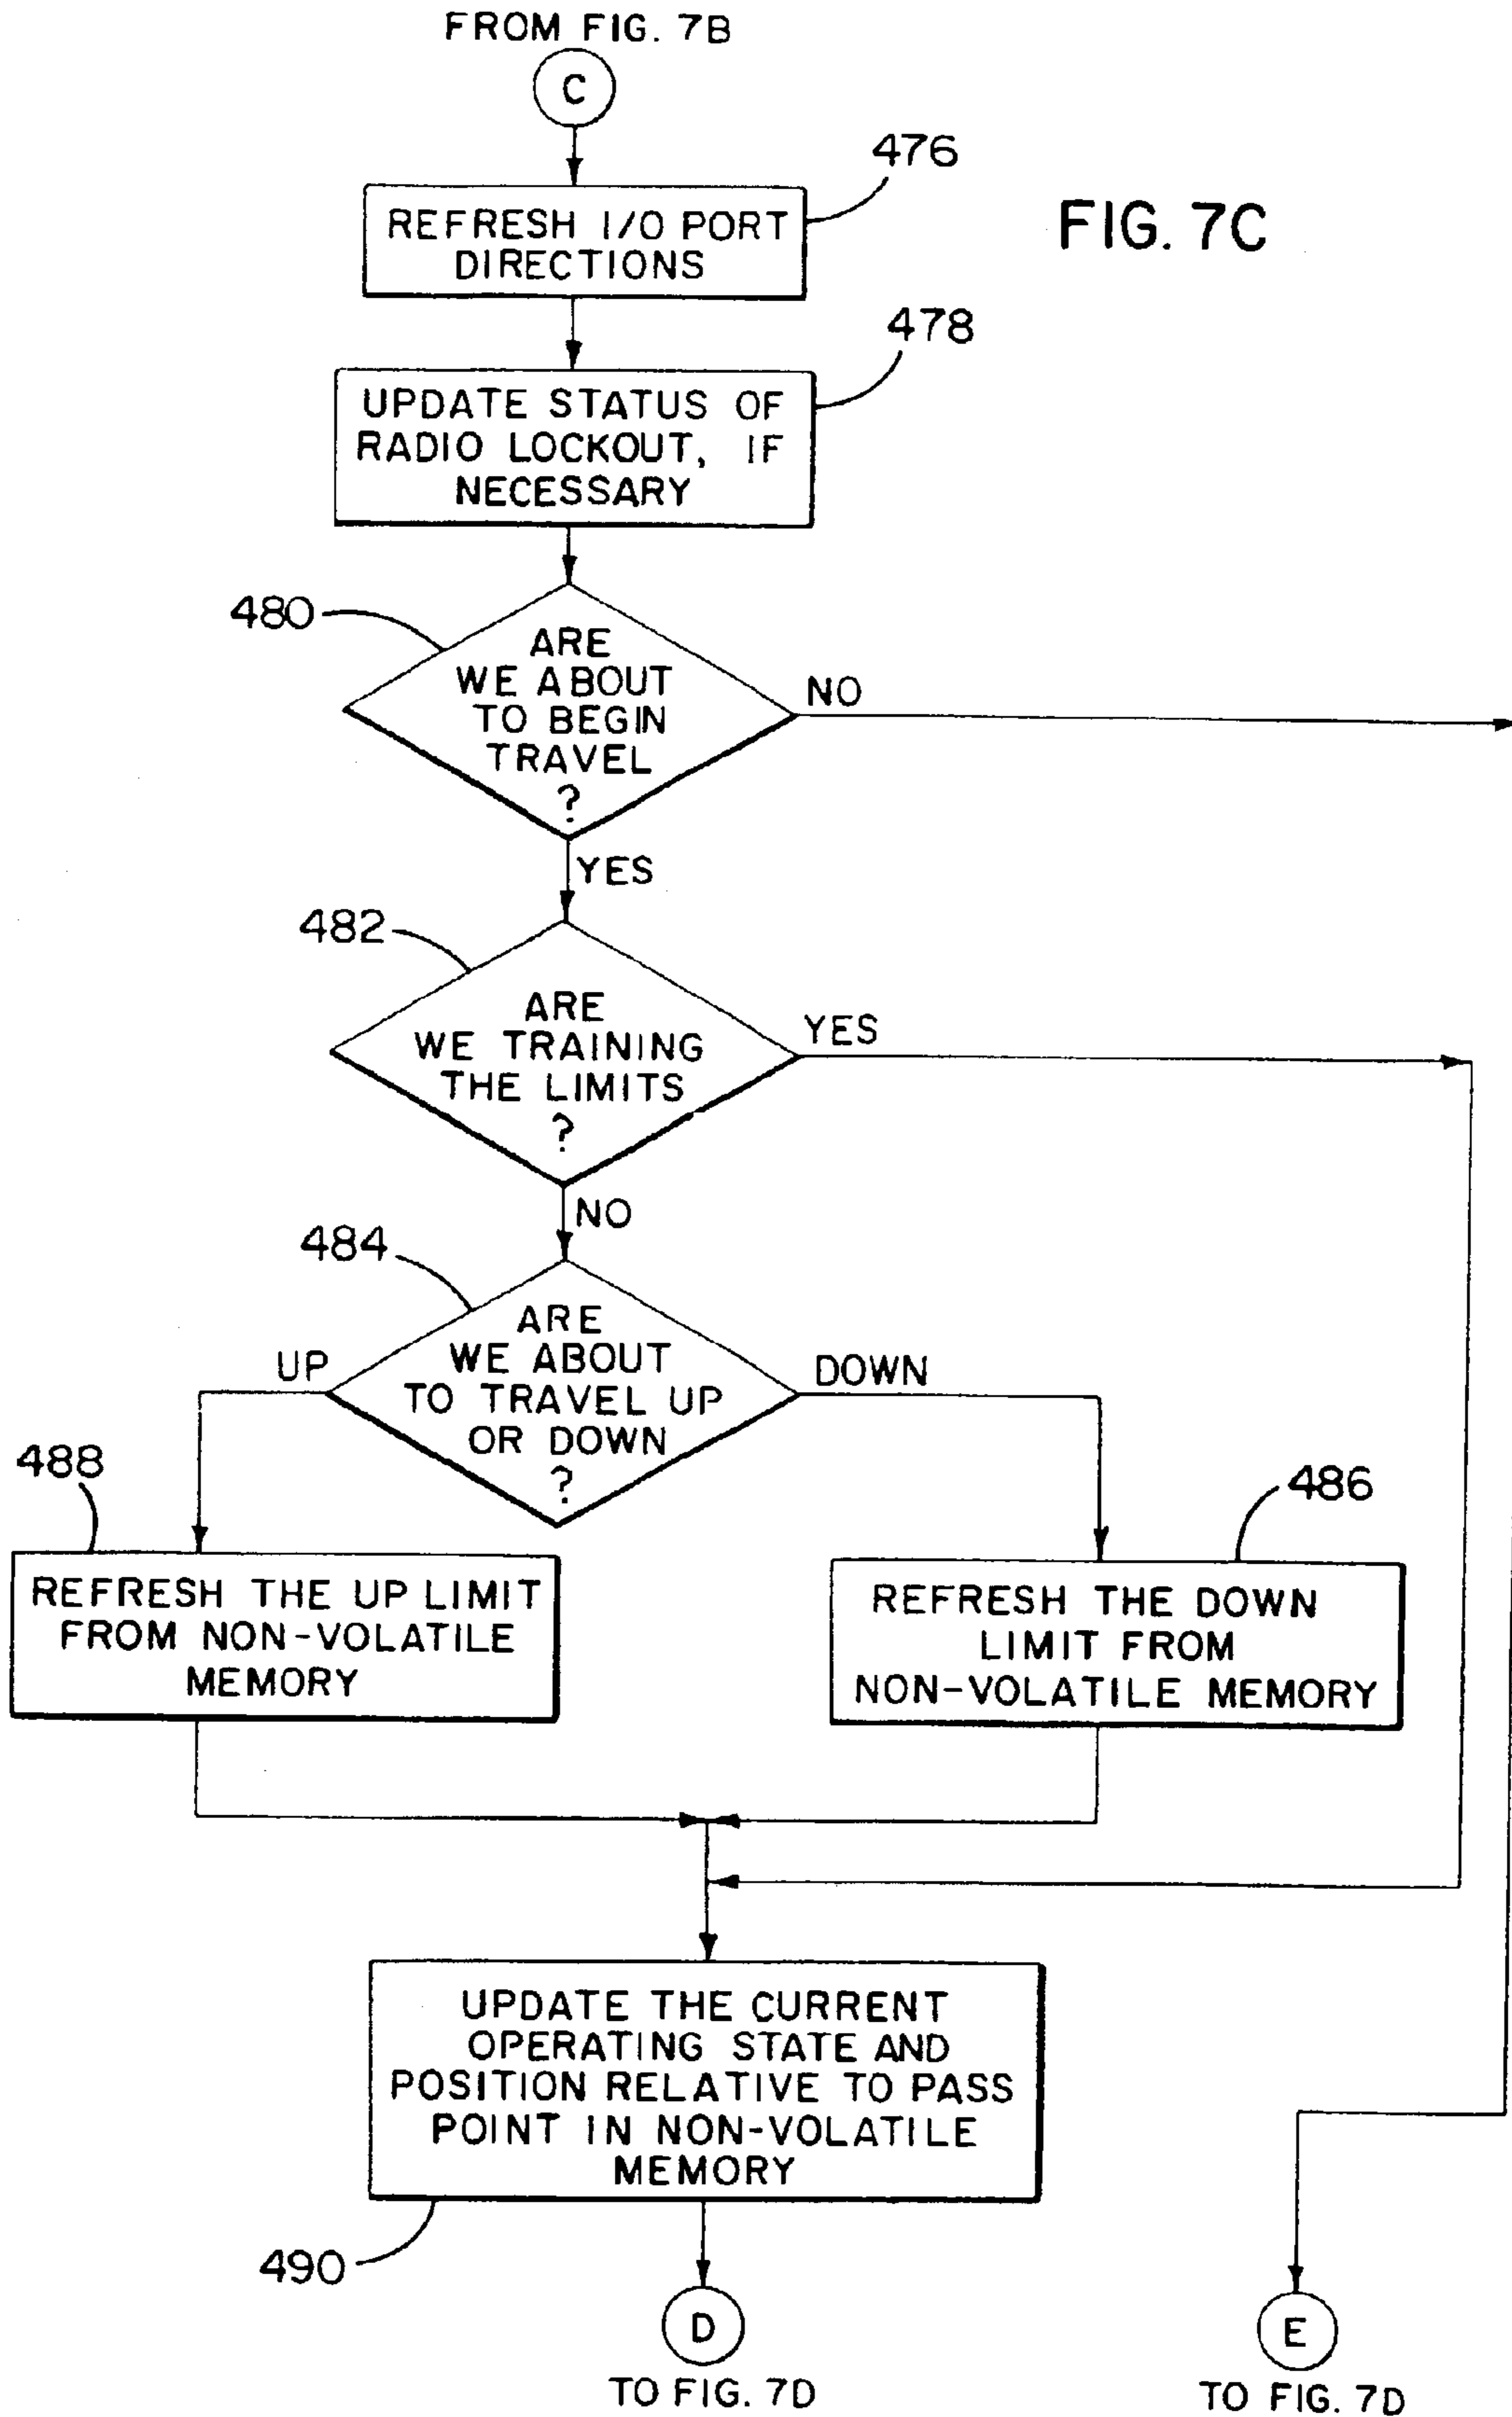 FROM FIG. 7B
C
476
REFRESH I/O PORT
DIRECTIONS
FIG. 7C
478
UPDATE STATUS OF
RADIO LOCKOUT, IF
NECESSARY
480
ARE
WE ABOUT
TO BEGIN
TRAVEL
?
NO
YES
482
ARE
WE TRAINING
THE LIMITS
?
YES
NO
484
ARE
WE ABOUT
TO TRAVEL UP
OR DOWN
?
UP
DOWN
488
REFRESH THE UP LIMIT
FROM NON-VOLATILE
MEMORY
486
REFRESH THE DOWN
LIMIT FROM
NON-VOLATILE MEMORY
UPDATE THE CURRENT
OPERATING STATE AND
POSITION RELATIVE TO PASS
POINT IN NON-VOLATILE
MEMORY
490
D
TO FIG. 7D
E
TO FIG. 7D